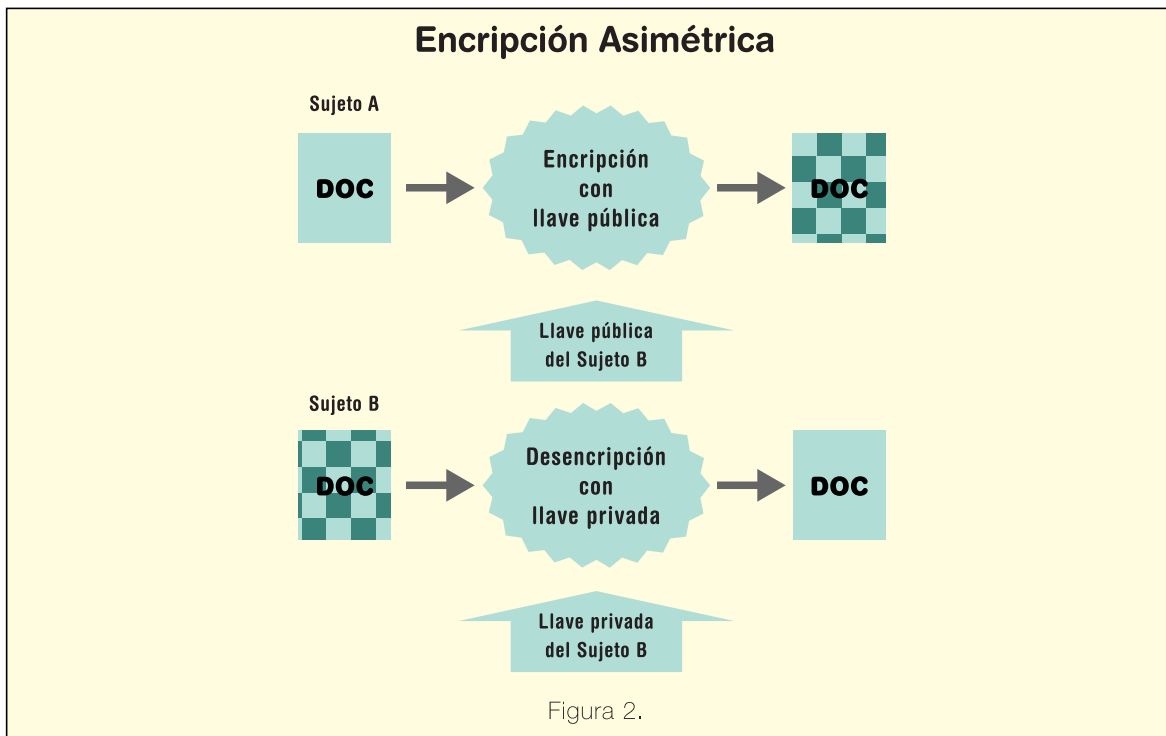 Encripción Asimétrica
Sujeto A
DOC
Encripción
con
llave pública
DOC
Llave pública
del Sujeto B
Sujeto B
DOC
Desencripción
con
llave privada
DOC
Llave privada
del Sujeto B
Figura 2.